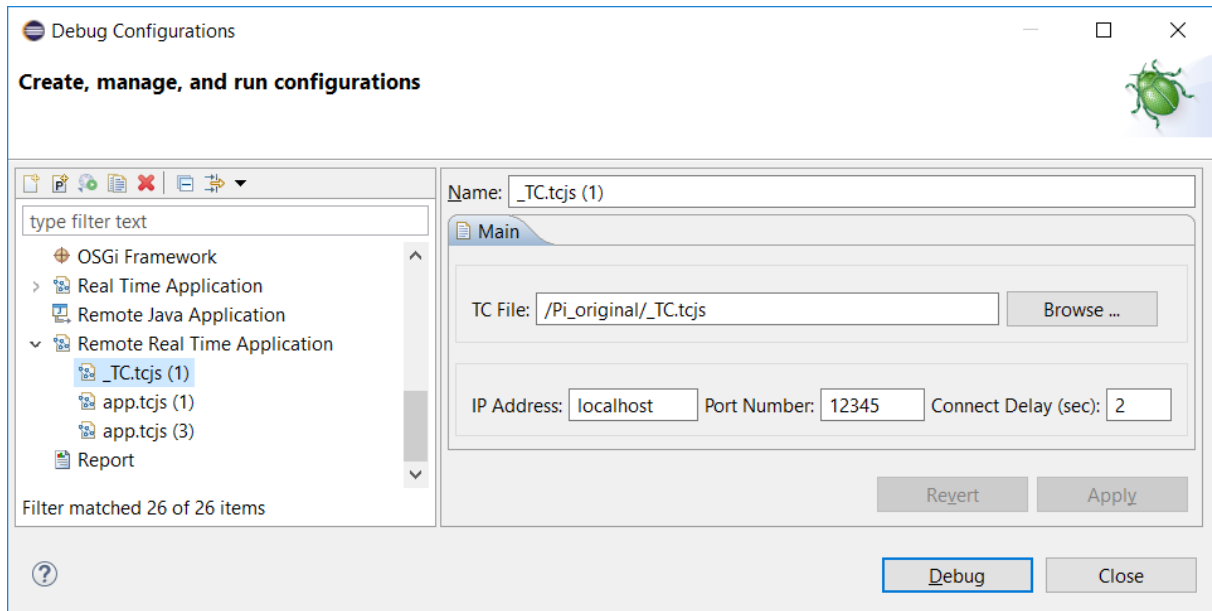 Debug Configurations
Create, manage, and run configurations
type filter text
OSGi Framework
Real Time Application
Remote Java Application
Remote Real Time Application
_TC.tcjs (1)
app.tcjs (1)
app.tcjs (3)
Report
Filter matched 26 of 26 items
Name: _TC.tcjs (1)
Main
TC File: /Pi_original/_TC.tcjs Browse ...
IP Address: localhost Port Number: 12345 Connect Delay (sec): 2
Revert Apply
? Debug Close